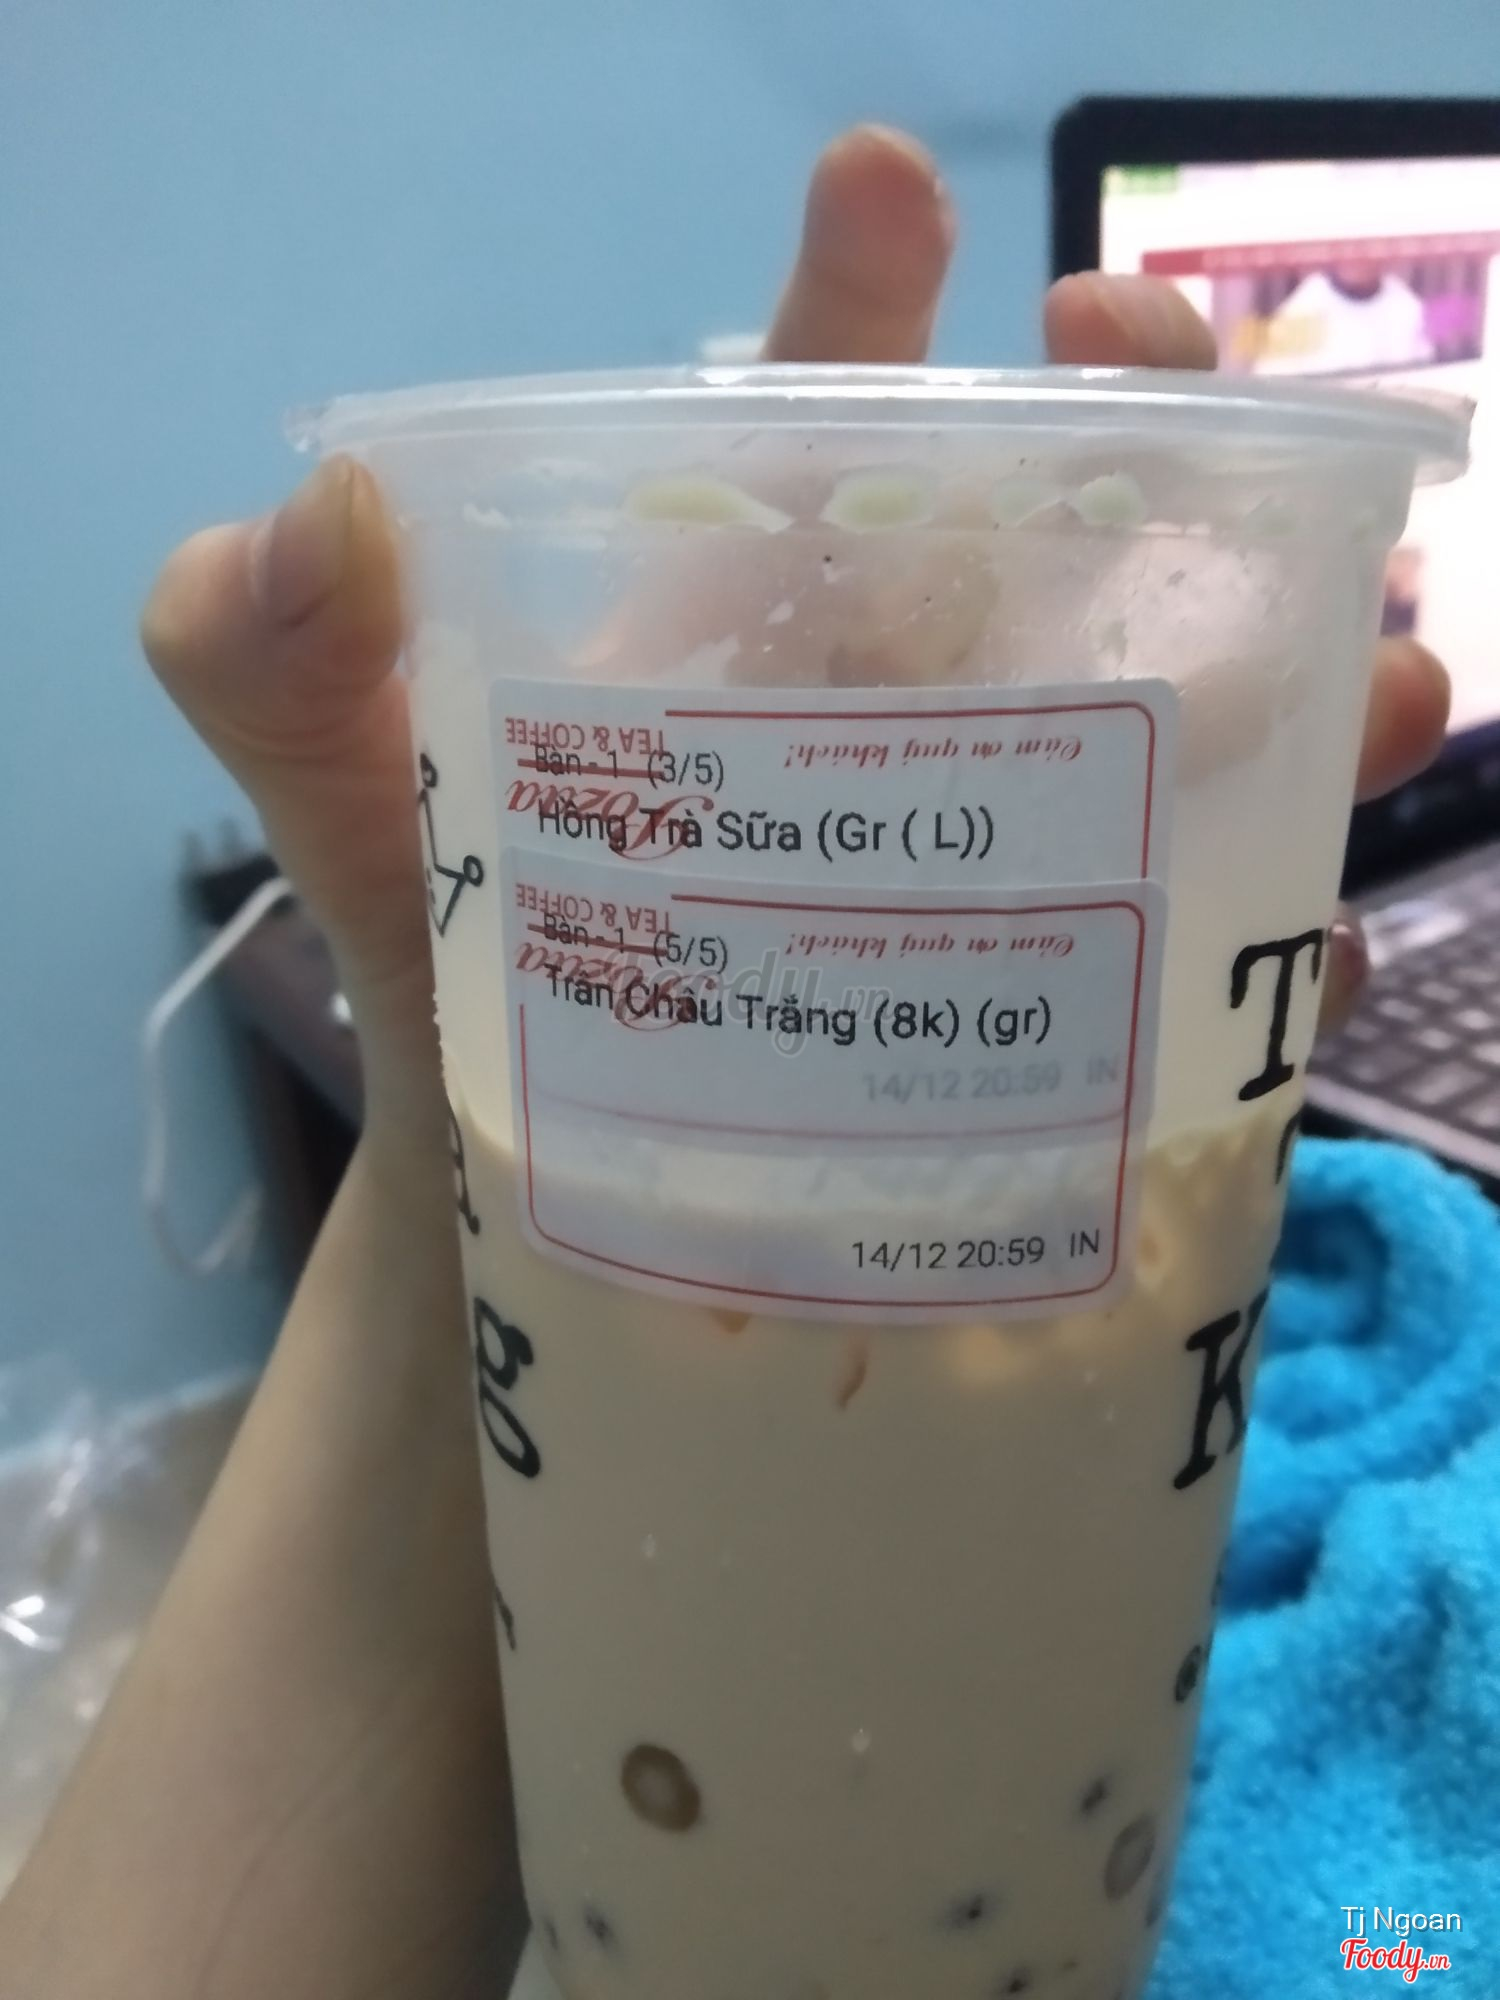 TEA & COFFEE
Cảm ơn quý khách!
Bàn - 1 (3/5)
Hồng Trà Sữa (Gr ( L))
TEA & COFFEE
Cảm ơn quý khách!
Bàn - 1 (5/5)
Trân Châu Trắng (8k) (gr)
14/12 20:59 IN
14/12 20:59 IN
T
K
g
Foody.vn
Tj Ngoan
Foody.vn